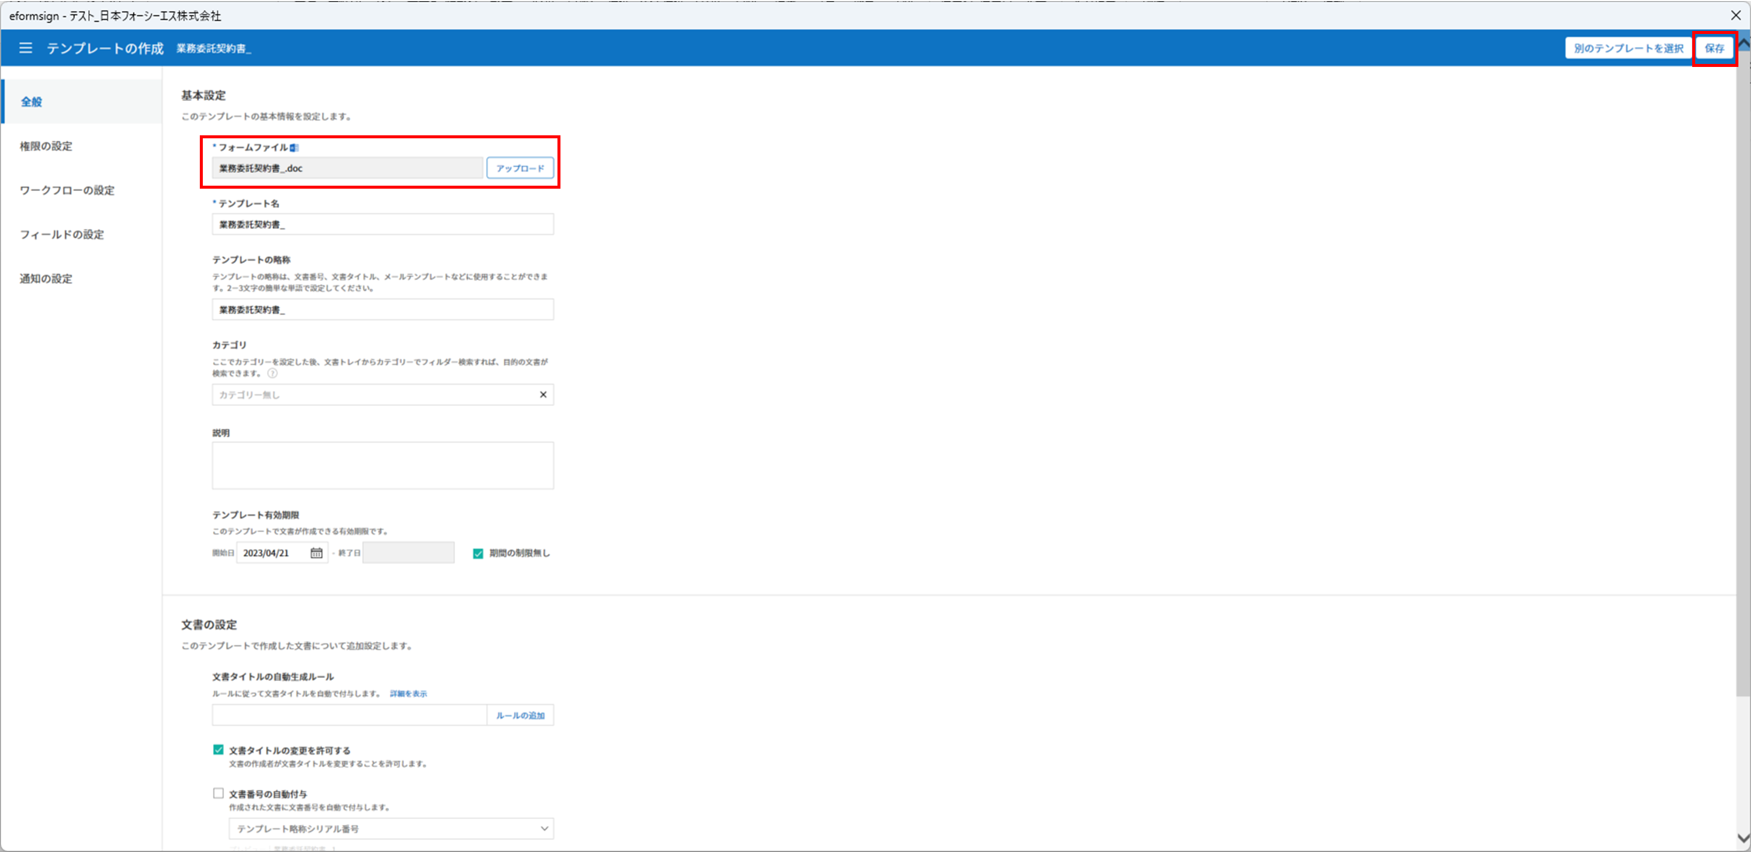 eformsign - テスト_日本フォーシーエス株式会社
テンプレートの作成 業務委託契約書_
別のテンプレートを選択
保存
全般
権限の設定
ワークフローの設定
フィールドの設定
通知の設定
基本設定
このテンプレートの基本情報を設定します。
* フォームファイル
業務委託契約書_.doc
アップロード
* テンプレート名
業務委託契約書_
テンプレートの略称
テンプレートの略称は、文書番号、文書タイトル、メールテンプレートなどに使用することができま
す。2−3文字の簡単な単語で設定してください。
業務委託契約書_
カテゴリ
ここでカテゴリーを設定した後、文書トレイからカテゴリーでフィルダー検索すれば、目的の文書が
検索できます。 ?
カテゴリー無し
説明
テンプレート有効期限
このテンプレートで文書が作成できる有効期限です。
開始日 2023/04/21 - 終了日 期間の制限無し
文書の設定
このテンプレートで作成した文書について追加設定します。
文書タイトルの自動生成ルール
ルールに従って文書タイトルを自動で付与します。 詳細を表示
ルールの追加
文書タイトルの変更を許可する
文書の作成者が文書タイトルを変更することを許可します。
文書番号の自動付与
作成された文書に文書番号を自動で付与します。
テンプレート略称シリアル番号